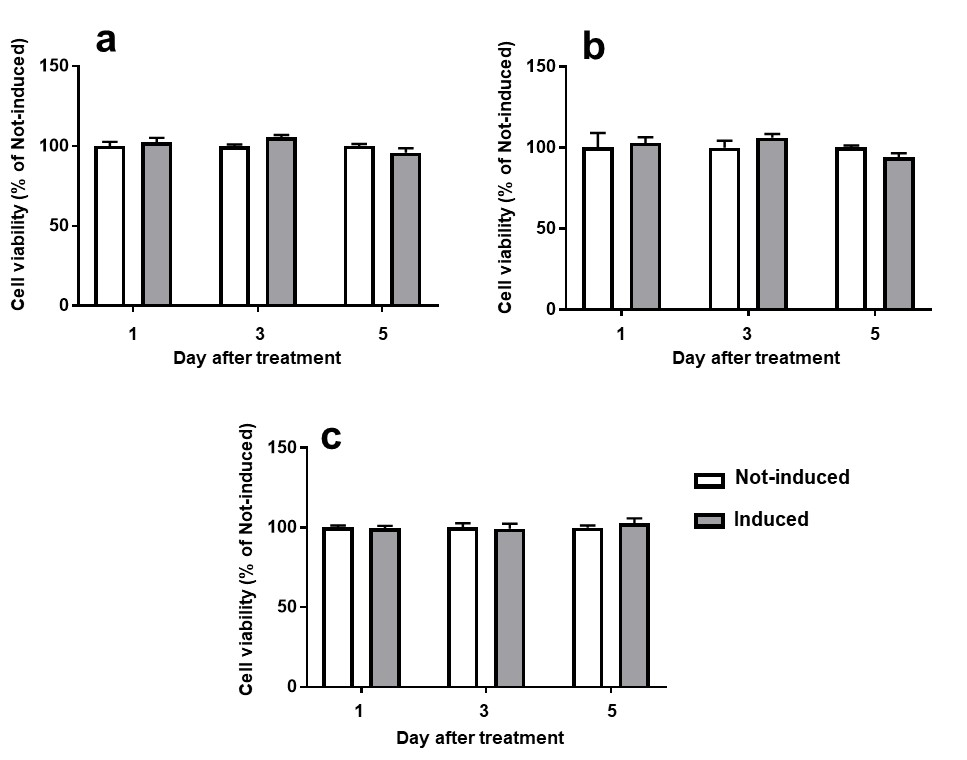 a
Cell viability (% of Not-induced)
150
100
50
0
1 3 5
Day after treatment
b
Cell viability (% of Not-induced)
150
100
50
0
1 3 5
Day after treatment
c
Cell viability (% of Not-induced)
150
100
50
0
1 3 5
Day after treatment
Not-induced
Induced